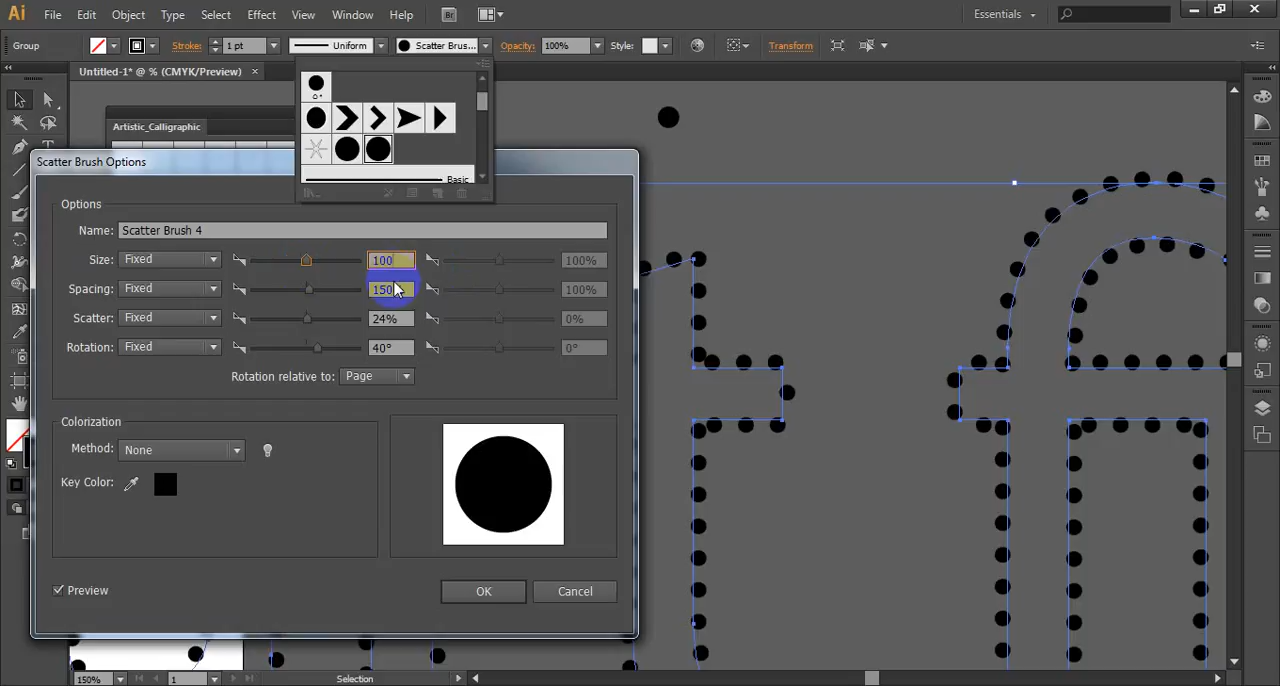 Ai File Edit Object Type Select Effect View Window Help Br Essentials
Group Stroke: 1 pt Uniform Scatter Brus... Opacity: 100% Style: Transform
Untitled-1* @ % (CMYK/Preview) ×
Artistic_Calligraphic
Scatter Brush Options
Basic
Options
Name: Scatter Brush 4
Size: Fixed 100 100%
Spacing: Fixed 150 100%
Scatter: Fixed 24% 0%
Rotation: Fixed 40° 0°
Rotation relative to: Page
Colorization
Method: None
Key Color:
Preview
OK Cancel
150% 1 Selection